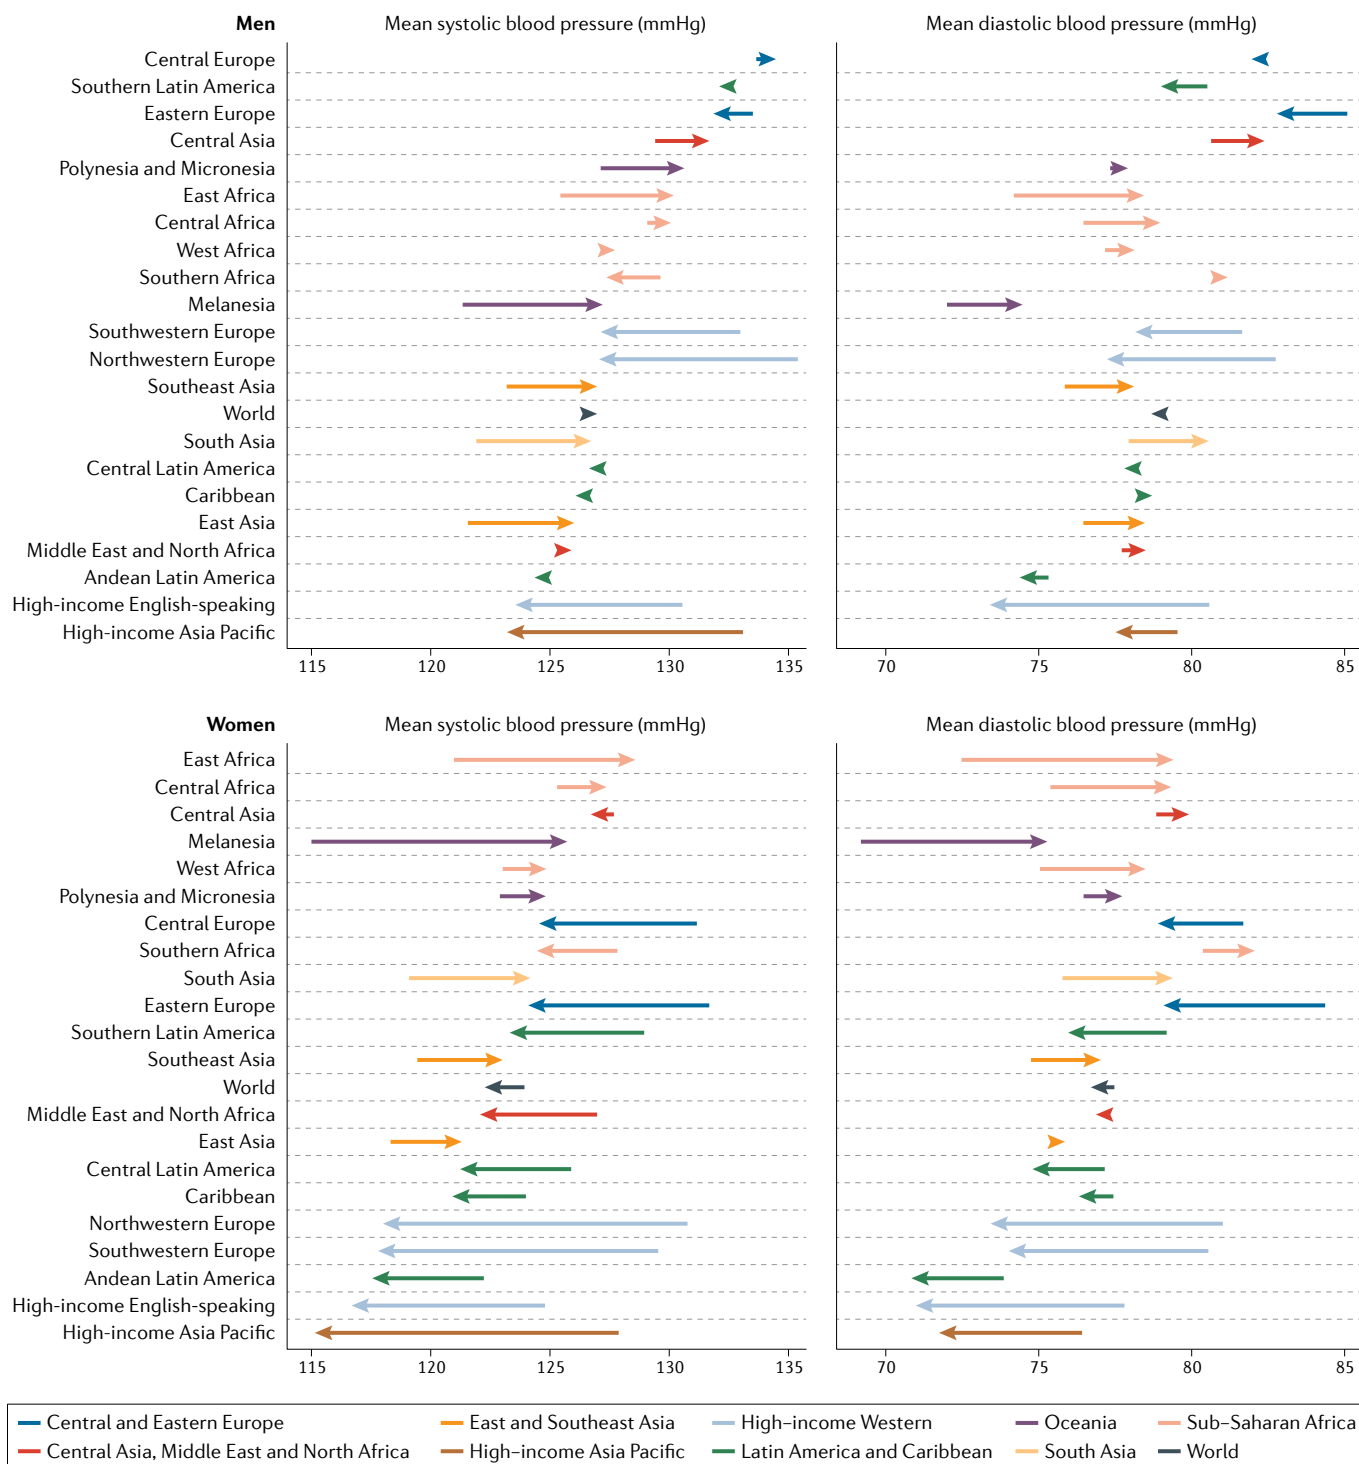 Men Mean systolic blood pressure (mmHg) Mean diastolic blood pressure (mmHg)
Central Europe
Southern Latin America
Eastern Europe
Central Asia
Polynesia and Micronesia
East Africa
Central Africa
West Africa
Southern Africa
Melanesia
Southwestern Europe
Northwestern Europe
Southeast Asia
World
South Asia
Central Latin America
Caribbean
East Asia
Middle East and North Africa
Andean Latin America
High-income English-speaking
High-income Asia Pacific
115 120 125 130 135 70 75 80 85
Women Mean systolic blood pressure (mmHg) Mean diastolic blood pressure (mmHg)
East Africa
Central Africa
Central Asia
Melanesia
West Africa
Polynesia and Micronesia
Central Europe
Southern Africa
South Asia
Eastern Europe
Southern Latin America
Southeast Asia
World
Middle East and North Africa
East Asia
Central Latin America
Caribbean
Northwestern Europe
Southwestern Europe
Andean Latin America
High-income English-speaking
High-income Asia Pacific
115 120 125 130 135 70 75 80 85
Central and Eastern Europe East and Southeast Asia High–income Western Oceania Sub–Saharan Africa
Central Asia, Middle East and North Africa High–income Asia Pacific Latin America and Caribbean South Asia World